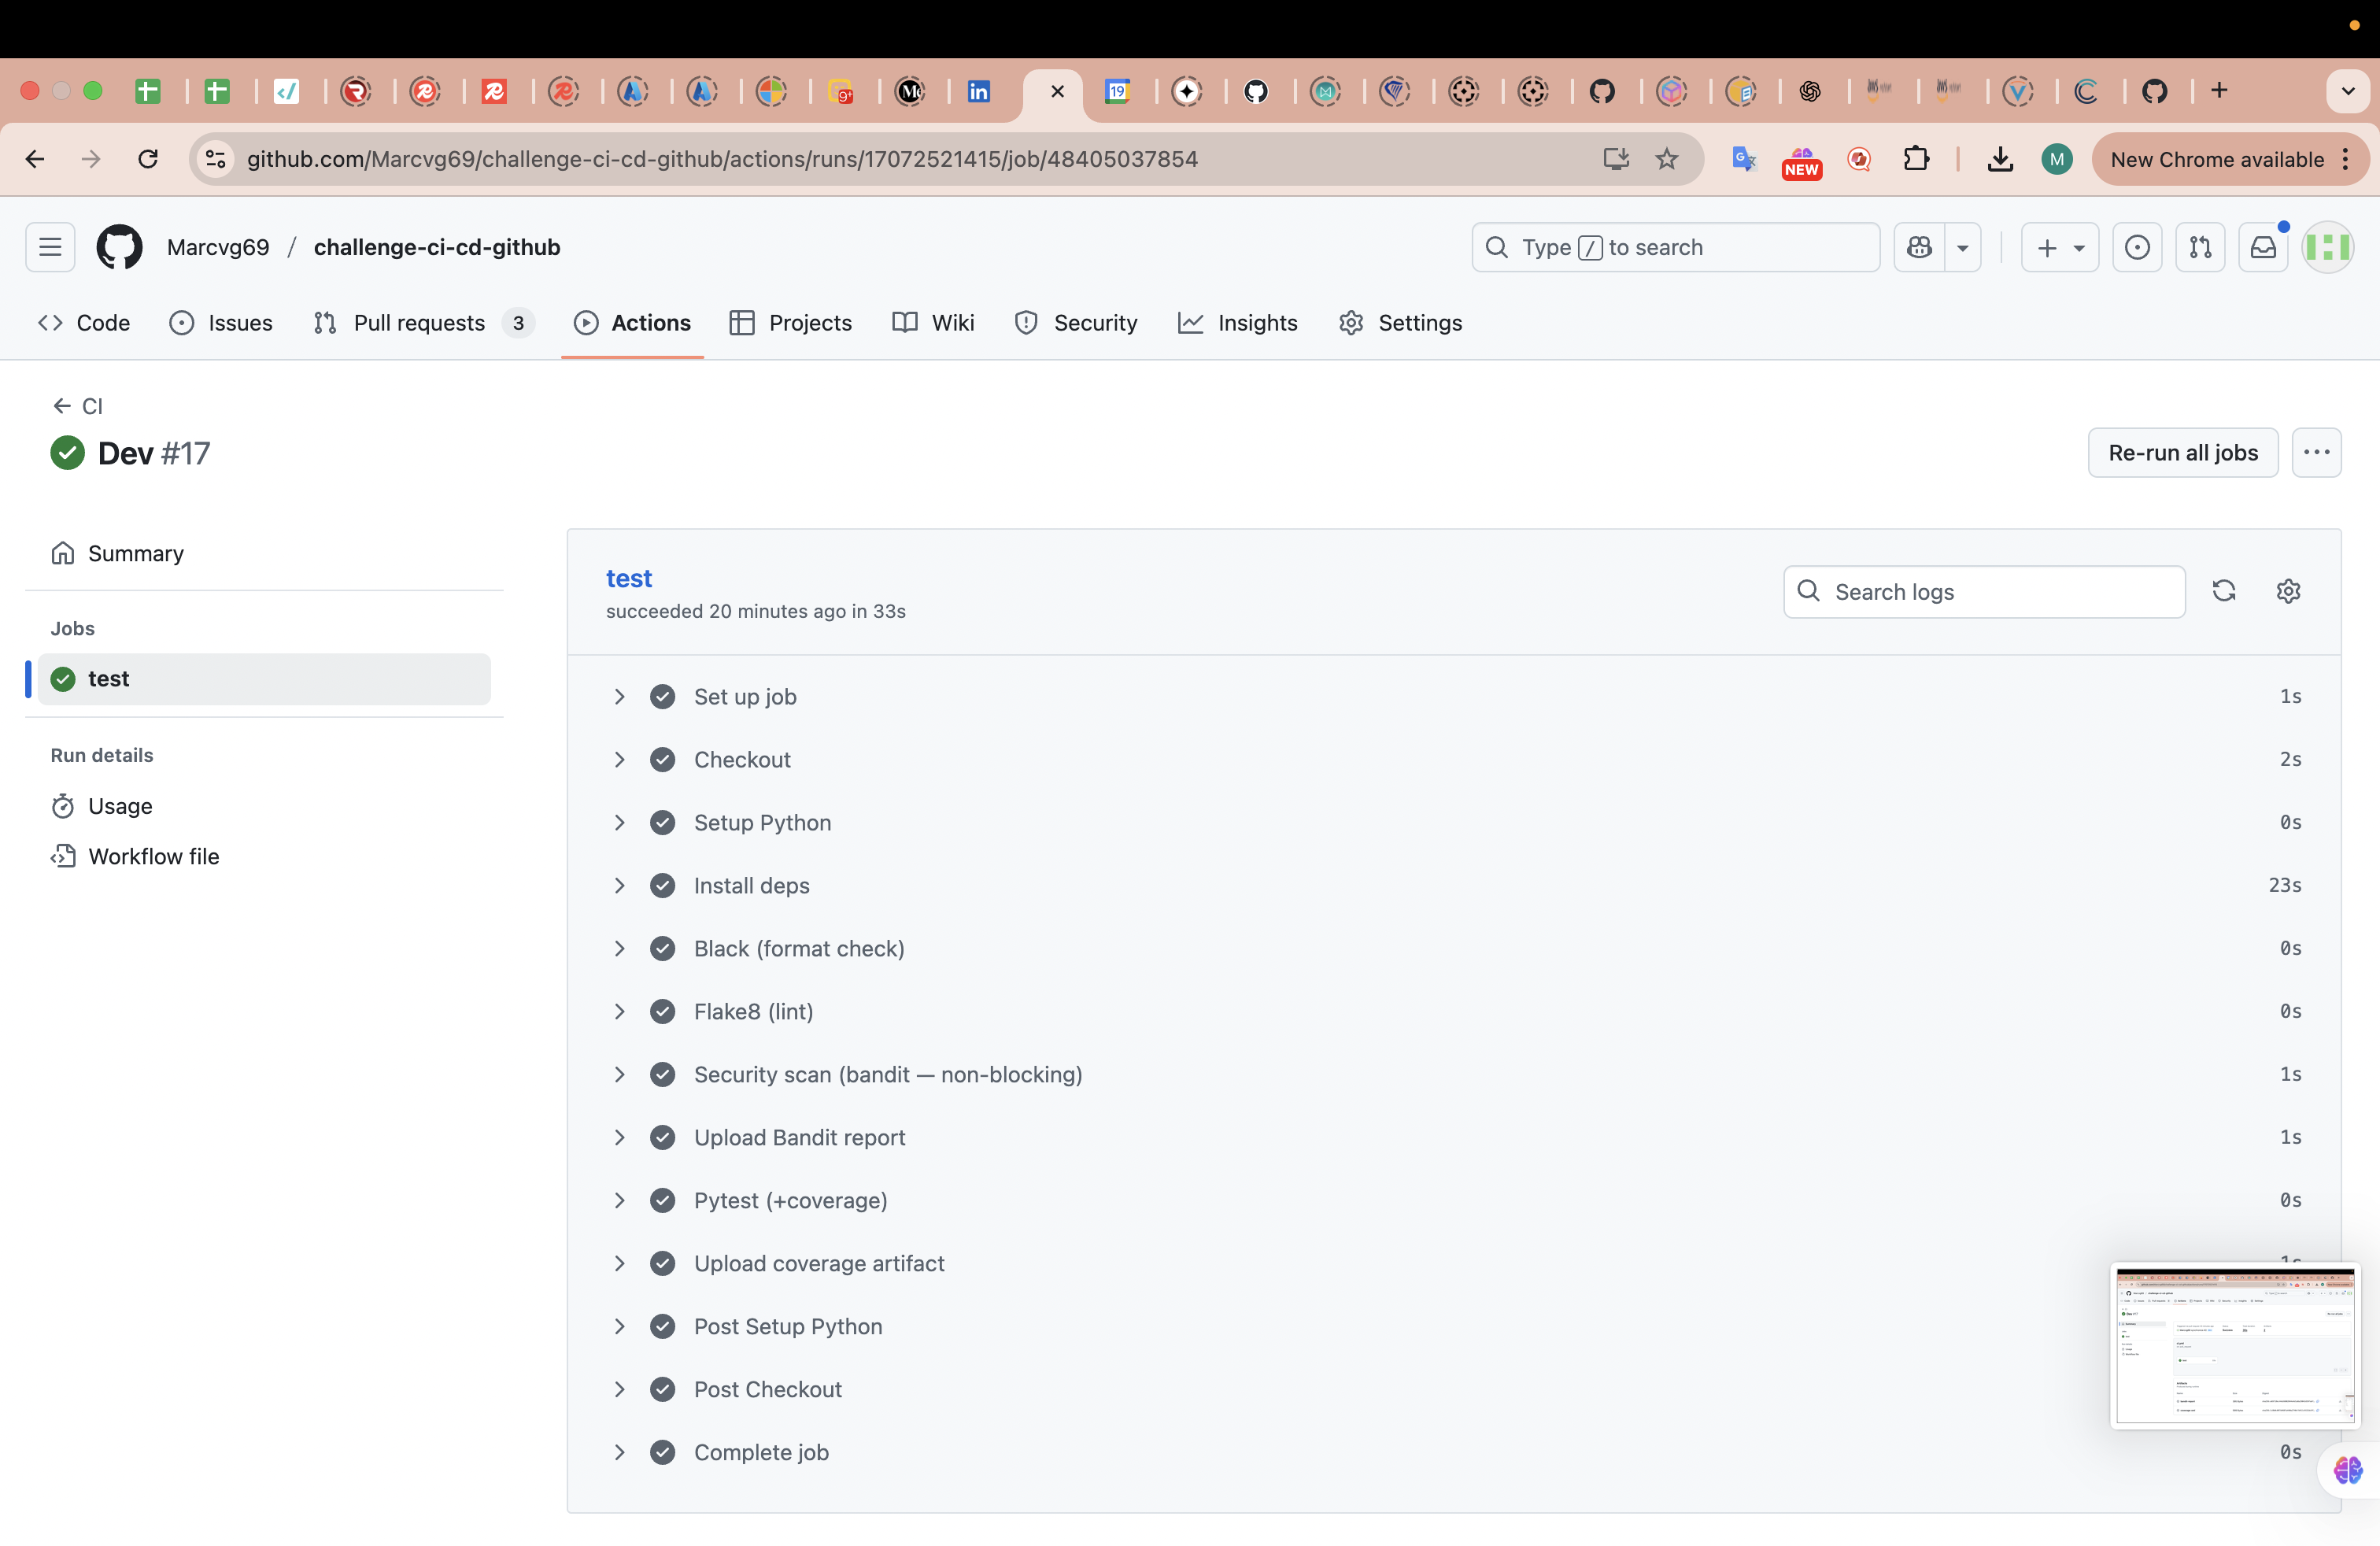 9+
Me
in
19
github.com/Marcvg69/challenge-ci-cd-github/actions/runs/17072521415/job/48405037854
NEW
M
New Chrome available
Marcvg69 / challenge-ci-cd-github
Type / to search
Code
Issues
Pull requests 3
Actions
Projects
Wiki
Security
Insights
Settings
CI
Dev #17
Re-run all jobs
Summary
Jobs
test
Run details
Usage
Workflow file
test
succeeded 20 minutes ago in 33s
Search logs
Set up job 1s
Checkout 2s
Setup Python 0s
Install deps 23s
Black (format check) 0s
Flake8 (lint) 0s
Security scan (bandit — non-blocking) 1s
Upload Bandit report 1s
Pytest (+coverage) 0s
Upload coverage artifact
Post Setup Python
Post Checkout
Complete job 0s